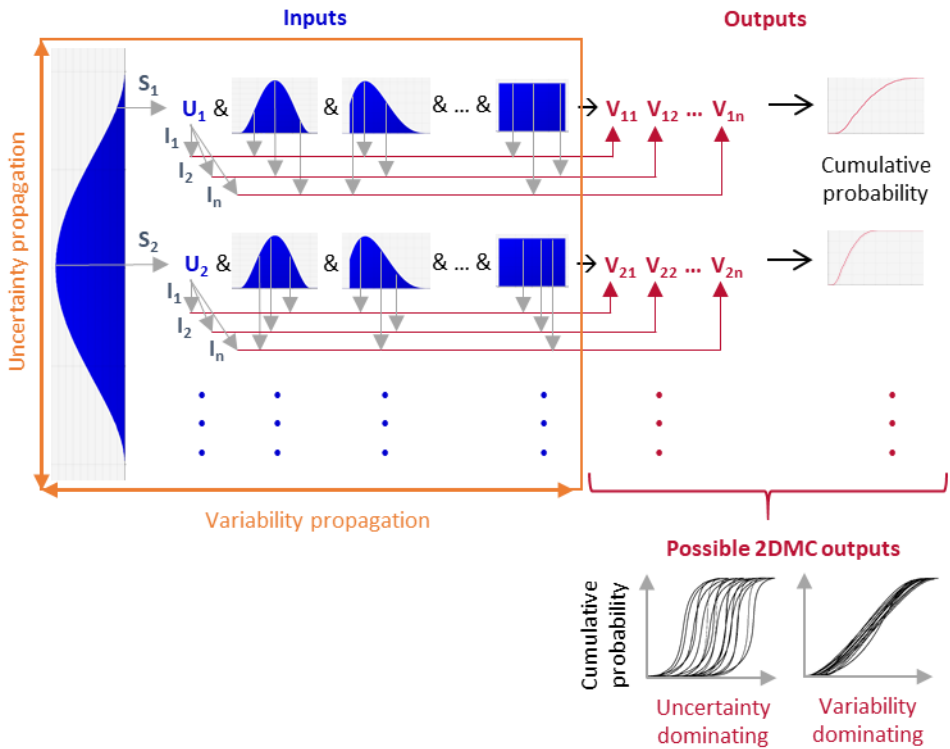 Inputs
Outputs
Uncertainty propagation
S1
U1 & & & ... & V11 V12 ... V1n
I1
I2
In
Cumulative
probability
S2
U2 & & & ... & V21 V22 ... V2n
I1
I2
In
Variability propagation
Possible 2DMC outputs
Cumulative
probability
Uncertainty
dominating
Variability
dominating